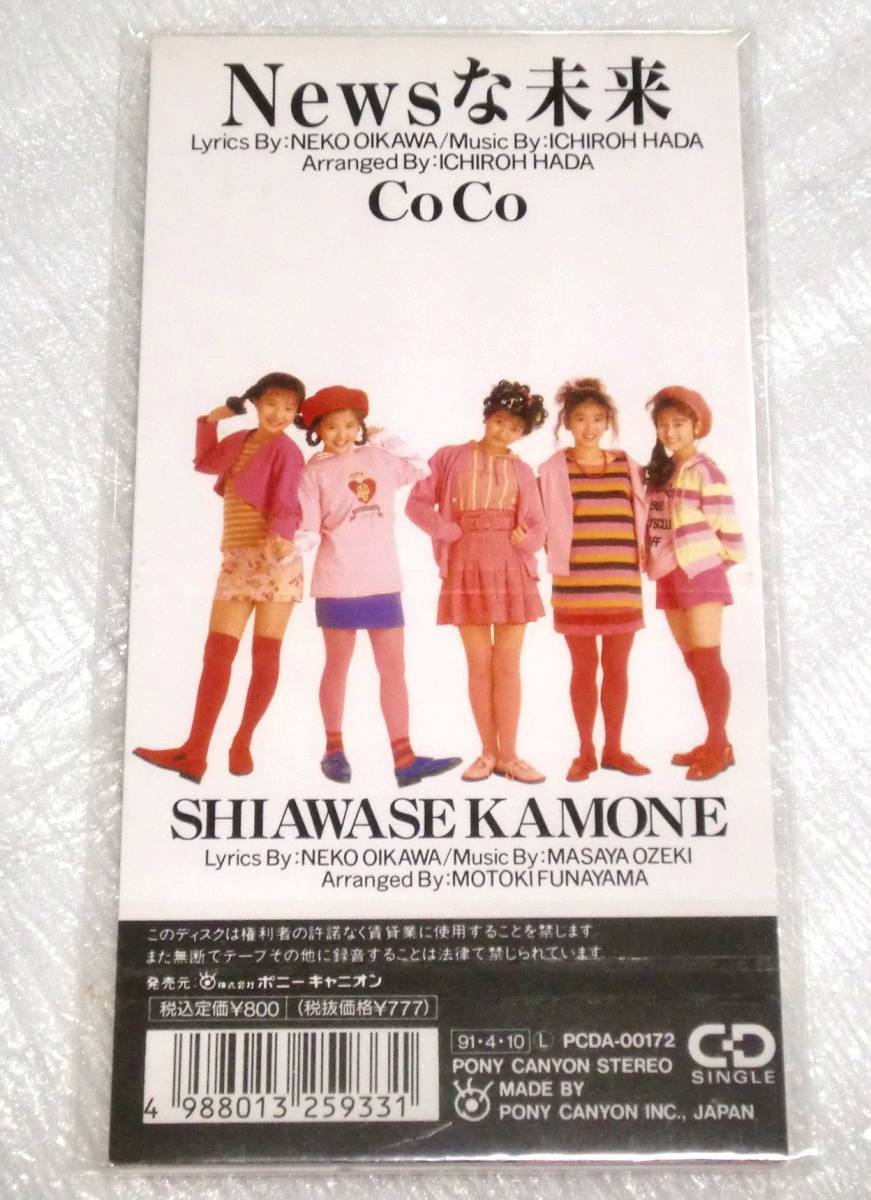 Newsな未来
Lyrics By:NEKO OIKAWA/Music By:ICHIROH HADA
Arranged By:ICHIROH HADA
CoCo
SHIAWASE KAMONE
Lyrics By:NEKO OIKAWA/Music By:MASAYA OZEKI
Arranged By:MOTOKI FUNAYAMA
このディスクは権利者の許諾なく賃貸業に使用することを禁じます
また無断でテープその他に録音することは法律で禁じられています
発売元:株式会社ポニーキャニオン
税込定価¥800 (税抜価格¥777)
91・4・10 Ⓛ PCDA-00172
PONY CANYON STEREO
MADE BY
PONY CANYON INC., JAPAN
CD
SINGLE
4 988013 259331